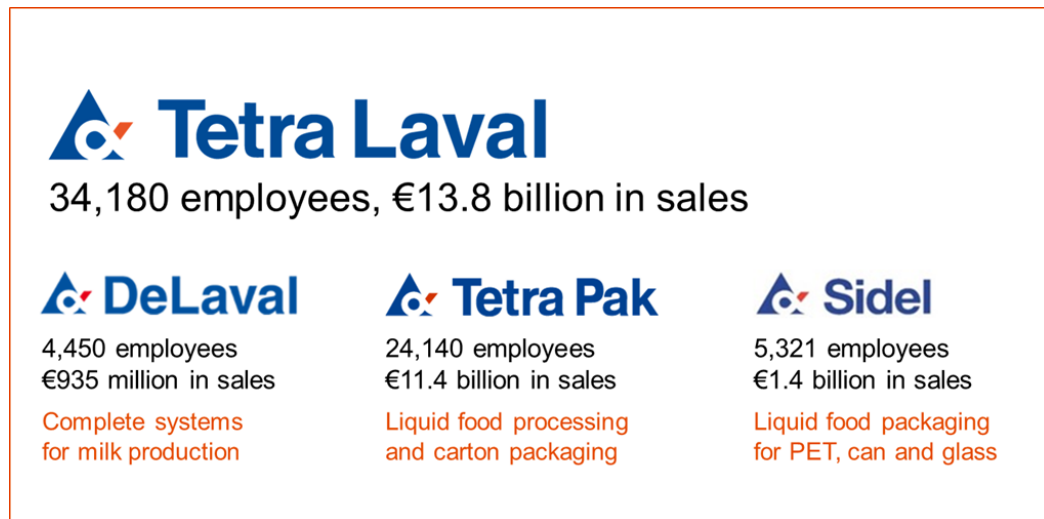 Tetra Laval
34,180 employees, €13.8 billion in sales
DeLaval
4,450 employees
€935 million in sales
Complete systems
for milk production
Tetra Pak
24,140 employees
€11.4 billion in sales
Liquid food processing
and carton packaging
Sidel
5,321 employees
€1.4 billion in sales
Liquid food packaging
for PET, can and glass